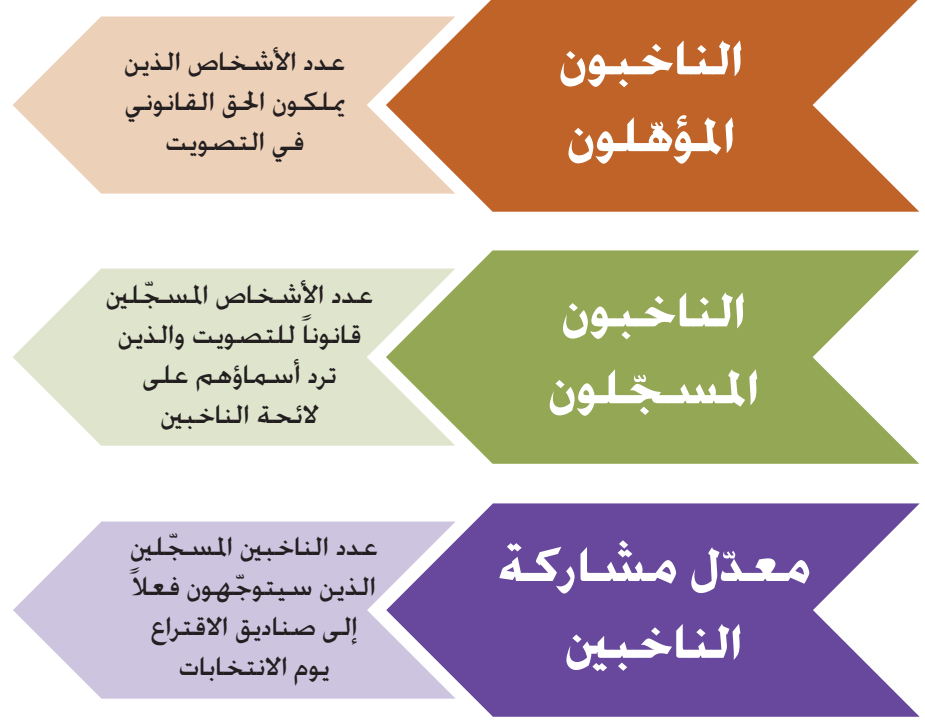 الناخبون
المؤهّلون
عدد الأشخاص الذين
يملكون الحق القانوني
في التصويت
الناخبون
المسجّلون
عدد الأشخاص المسجّلين
قانوناً للتصويت والذين
ترد أسماؤهم على
لائحة الناخبين
معدّل مشاركة
الناخبين
عدد الناخبين المسجّلين
الذين سيتوجّهون فعلاً
إلى صناديق الاقتراع
يوم الانتخابات